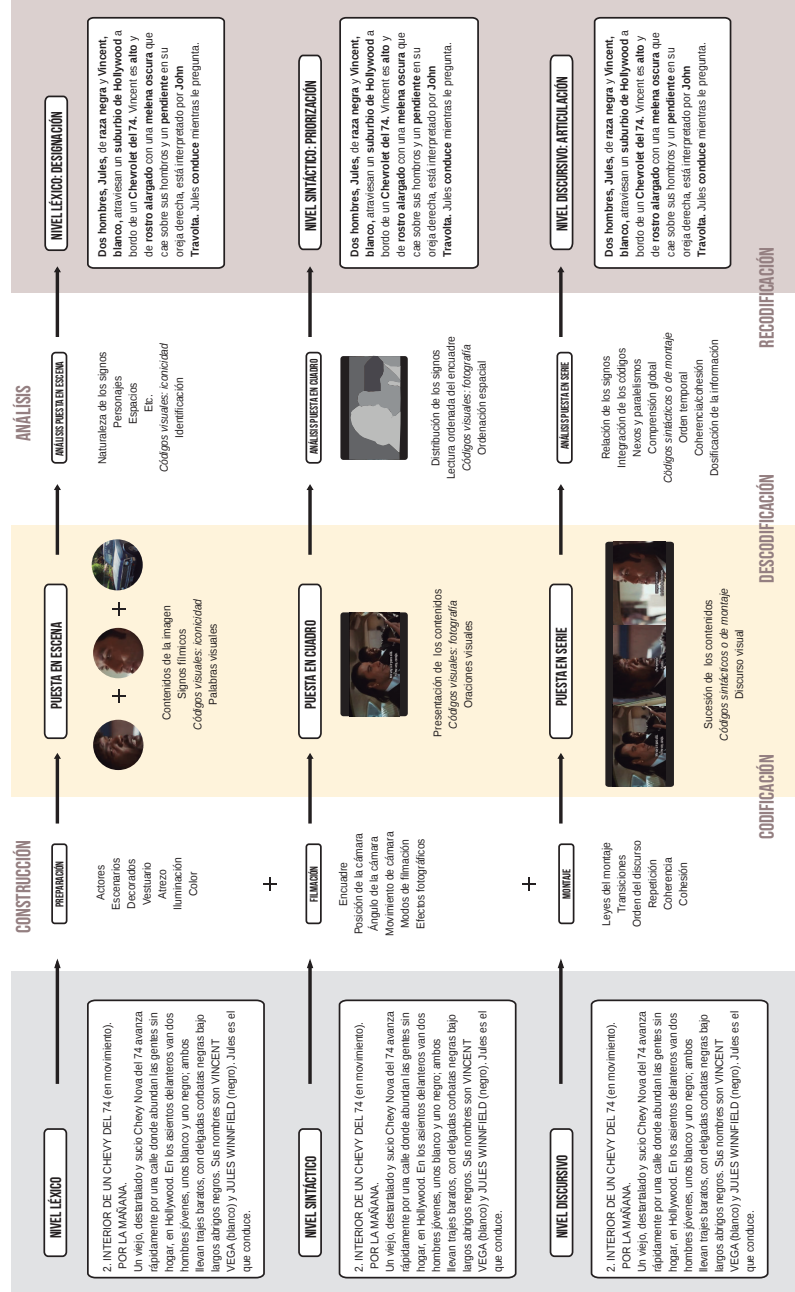 CONSTRUCCIÓN
ANÁLISIS
NIVEL LÉXICO
2. INTERIOR DE UN CHEVY DEL 74 (en movimiento).
POR LA MAÑANA.
Un viejo, destartalado y sucio Chevy Nova del 74 avanza
rápidamente por una calle donde abundan las gentes sin
hogar, en Hollywood. En los asientos delanteros van dos
hombres jóvenes, unos blanco y uno negro; ambos
llevan trajes baratos, con delgadas corbatas negras bajo
largos abrigos negros. Sus nombres son VINCENT
VEGA (blanco) y JULES WINNFIELD (negro). Jules es el
que conduce.
PREPARACIÓN
Actores
Escenarios
Decorados
Vestuario
Atrezo
Iluminación
Color
PUESTA EN ESCENA
+ +
Contenidos de la imagen
Signos fílmicos
Códigos visuales: iconicidad
Palabras visuales
ANÁLISIS PUESTA EN ESCENA
Naturaleza de los signos
Personajes
Espacios
Etc.
Códigos visuales: iconicidad
Identificación
NIVEL LÉXICO: DESIGNACIÓN
Dos hombres, Jules, de raza negra y Vincent,
blanco, atraviesan un suburbio de Hollywood a
bordo de un Chevrolet del 74. Vincent es alto y
de rostro alargado con una melena oscura que
cae sobre sus hombros y un pendiente en su
oreja derecha, está interpretado por John
Travolta. Jules conduce mientras le pregunta.
+
NIVEL SINTÁCTICO
2. INTERIOR DE UN CHEVY DEL 74 (en movimiento).
POR LA MAÑANA.
Un viejo, destartalado y sucio Chevy Nova del 74 avanza
rápidamente por una calle donde abundan las gentes sin
hogar, en Hollywood. En los asientos delanteros van dos
hombres jóvenes, unos blanco y uno negro; ambos
llevan trajes baratos, con delgadas corbatas negras bajo
largos abrigos negros. Sus nombres son VINCENT
VEGA (blanco) y JULES WINNFIELD (negro). Jules es el
que conduce.
FILMACIÓN
Encuadre
Posición de la cámara
Ángulo de la cámara
Movimiento de cámara
Modos de filmación
Efectos fotográficos
PUESTA EN CUADRO
Presentación de los contenidos
Códigos visuales: fotografía
Oraciones visuales
ANÁLISIS PUESTA EN CUADRO
Distribución de los signos
Lectura ordenada del encuadre
Códigos visuales: fotografía
Ordenación espacial
NIVEL SINTÁCTICO: PRIORIZACIÓN
Dos hombres, Jules, de raza negra y Vincent,
blanco, atraviesan un suburbio de Hollywood a
bordo de un Chevrolet del 74. Vincent es alto y
de rostro alargado con una melena oscura que
cae sobre sus hombros y un pendiente en su
oreja derecha, está interpretado por John
Travolta. Jules conduce mientras le pregunta.
+
NIVEL DISCURSIVO
2. INTERIOR DE UN CHEVY DEL 74 (en movimiento).
POR LA MAÑANA.
Un viejo, destartalado y sucio Chevy Nova del 74 avanza
rápidamente por una calle donde abundan las gentes sin
hogar, en Hollywood. En los asientos delanteros van dos
hombres jóvenes, unos blanco y uno negro; ambos
llevan trajes baratos, con delgadas corbatas negras bajo
largos abrigos negros. Sus nombres son VINCENT
VEGA (blanco) y JULES WINNFIELD (negro). Jules es el
que conduce.
MONTAJE
Leyes del montaje
Transiciones
Orden del discurso
Repetición
Coherencia
Cohesión
PUESTA EN SERIE
Sucesión de los contenidos
Códigos sintácticos o de montaje
Discurso visual
ANÁLISIS PUESTA EN SERIE
Relación de los signos
Integración de los códigos
Nexos y paralelismos
Comprensión global
Códigos sintácticos o de montaje
Orden temporal
Coherencia/cohesión
Dosificación de la información
NIVEL DISCURSIVO: ARTICULACIÓN
Dos hombres, Jules, de raza negra y Vincent,
blanco, atraviesan un suburbio de Hollywood a
bordo de un Chevrolet del 74. Vincent es alto y
de rostro alargado con una melena oscura que
cae sobre sus hombros y un pendiente en su
oreja derecha, está interpretado por John
Travolta. Jules conduce mientras le pregunta.
CODIFICACIÓN
DESCODIFICACIÓN
RECODIFICACIÓN